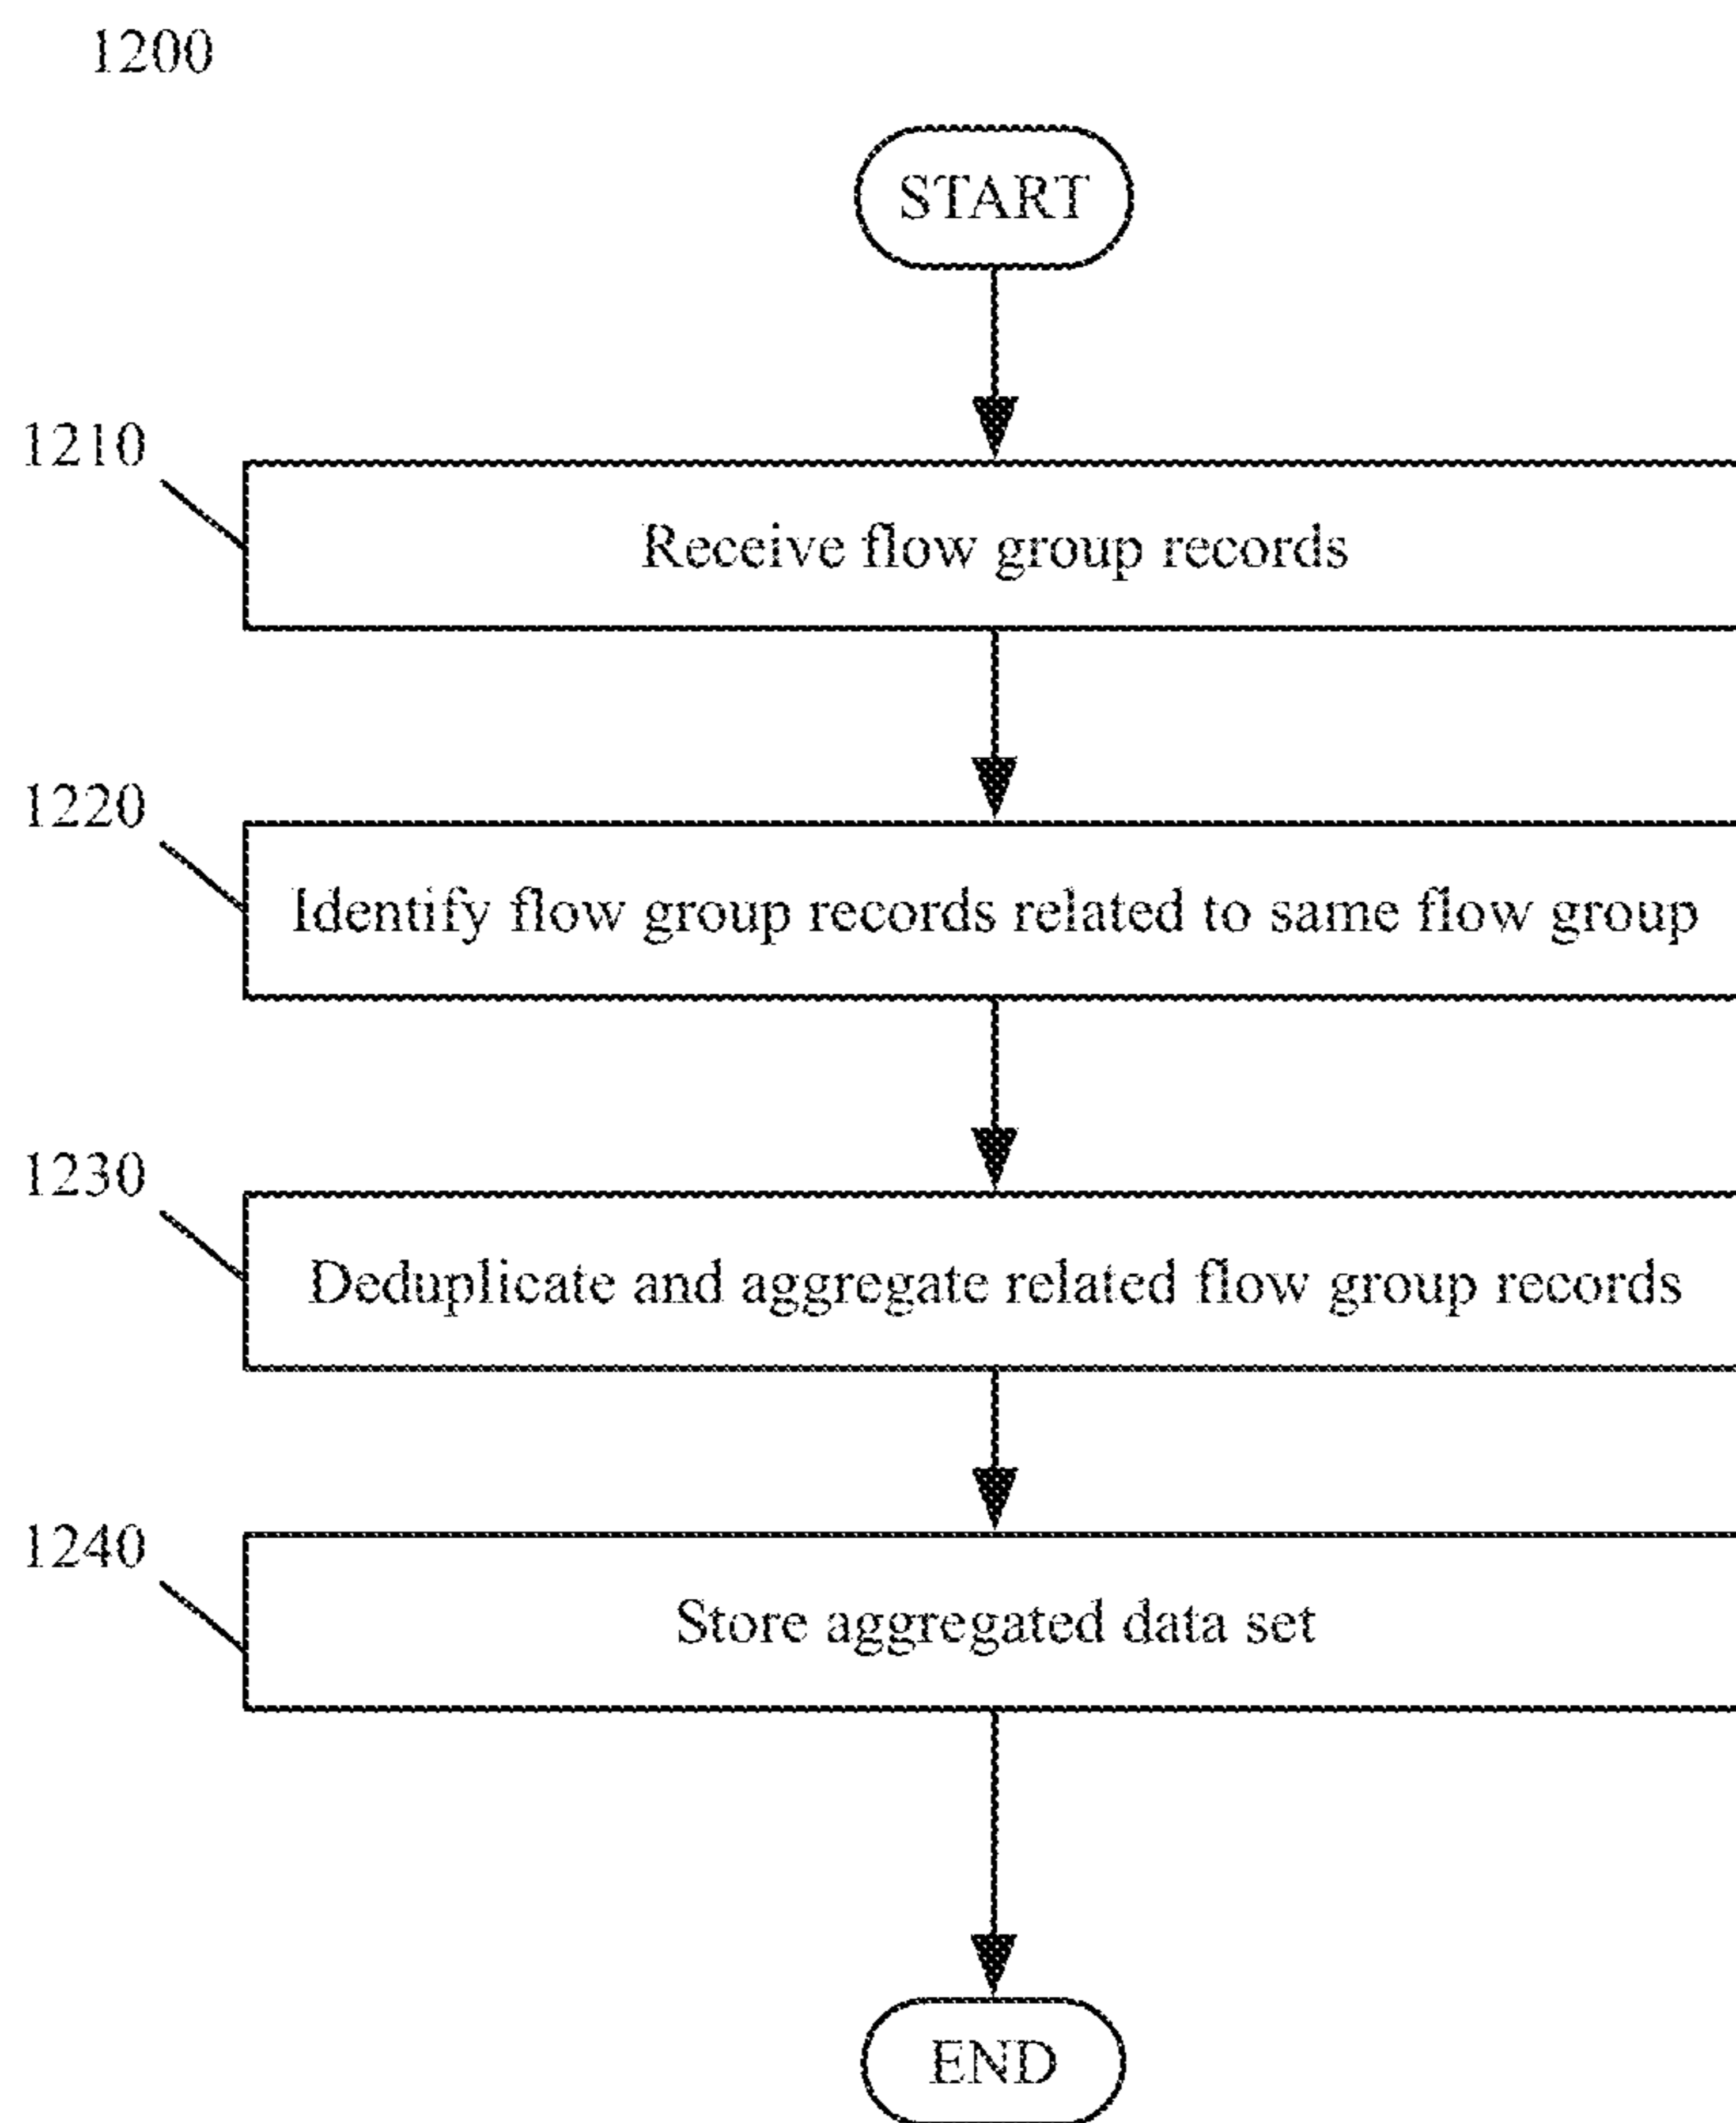 1200
START
1210
Receive flow group records
1220
Identify flow group records related to same flow group
1230
Deduplicate and aggregate related flow group records
1240
Store aggregated data set
END